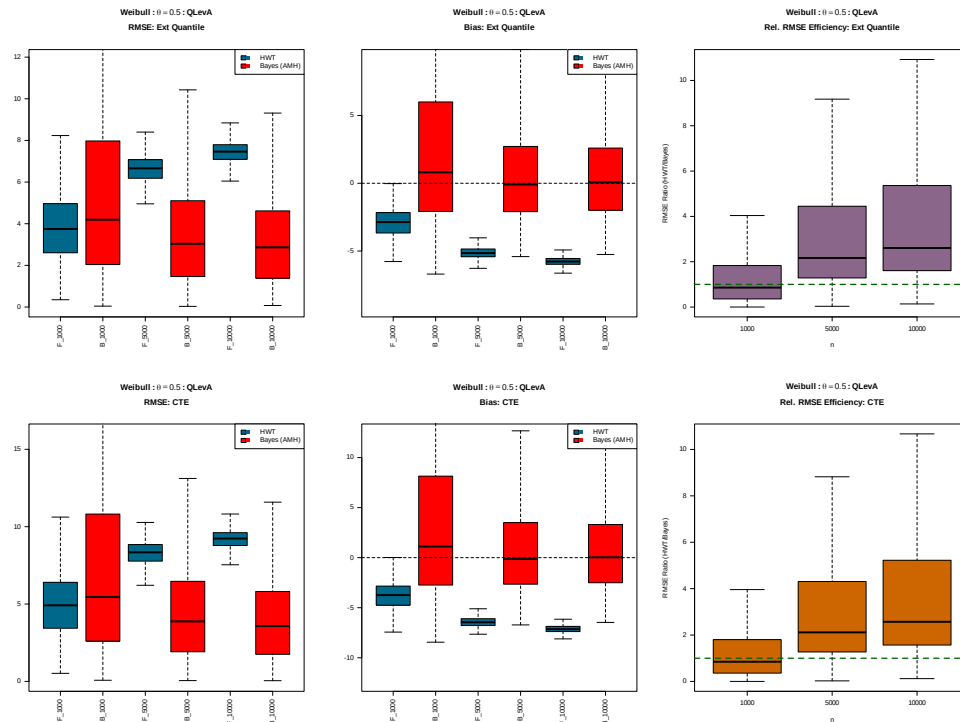 Weibull : θ = 0.5 : QLevA
RMSE: Ext Quantile
12
10
8
6
4
2
0
HWT
Bayes (AMH)
F_1000
B_1000
F_5000
B_5000
F_10000
B_10000
Weibull : θ = 0.5 : QLevA
Bias: Ext Quantile
5
0
-5
HWT
Bayes (AMH)
F_1000
B_1000
F_5000
B_5000
F_10000
B_10000
Weibull : θ = 0.5 : QLevA
Rel. RMSE Efficiency: Ext Quantile
RMSE Ratio (HWT/Bayes)
10
8
6
4
2
0
1000
5000
10000
n
Weibull : θ = 0.5 : QLevA
RMSE: CTE
15
10
5
0
HWT
Bayes (AMH)
F_1000
B_1000
F_5000
B_5000
F_10000
Weibull : θ = 0.5 : QLevA
Bias: CTE
10
5
0
-5
-10
HWT
Bayes (AMH)
F_1000
B_1000
F_5000
B_5000
Weibull : θ = 0.5 : QLevA
Rel. RMSE Efficiency: CTE
RMSE Ratio (HWT/Bayes)
10
8
6
4
2
0
1000
5000
10000
n